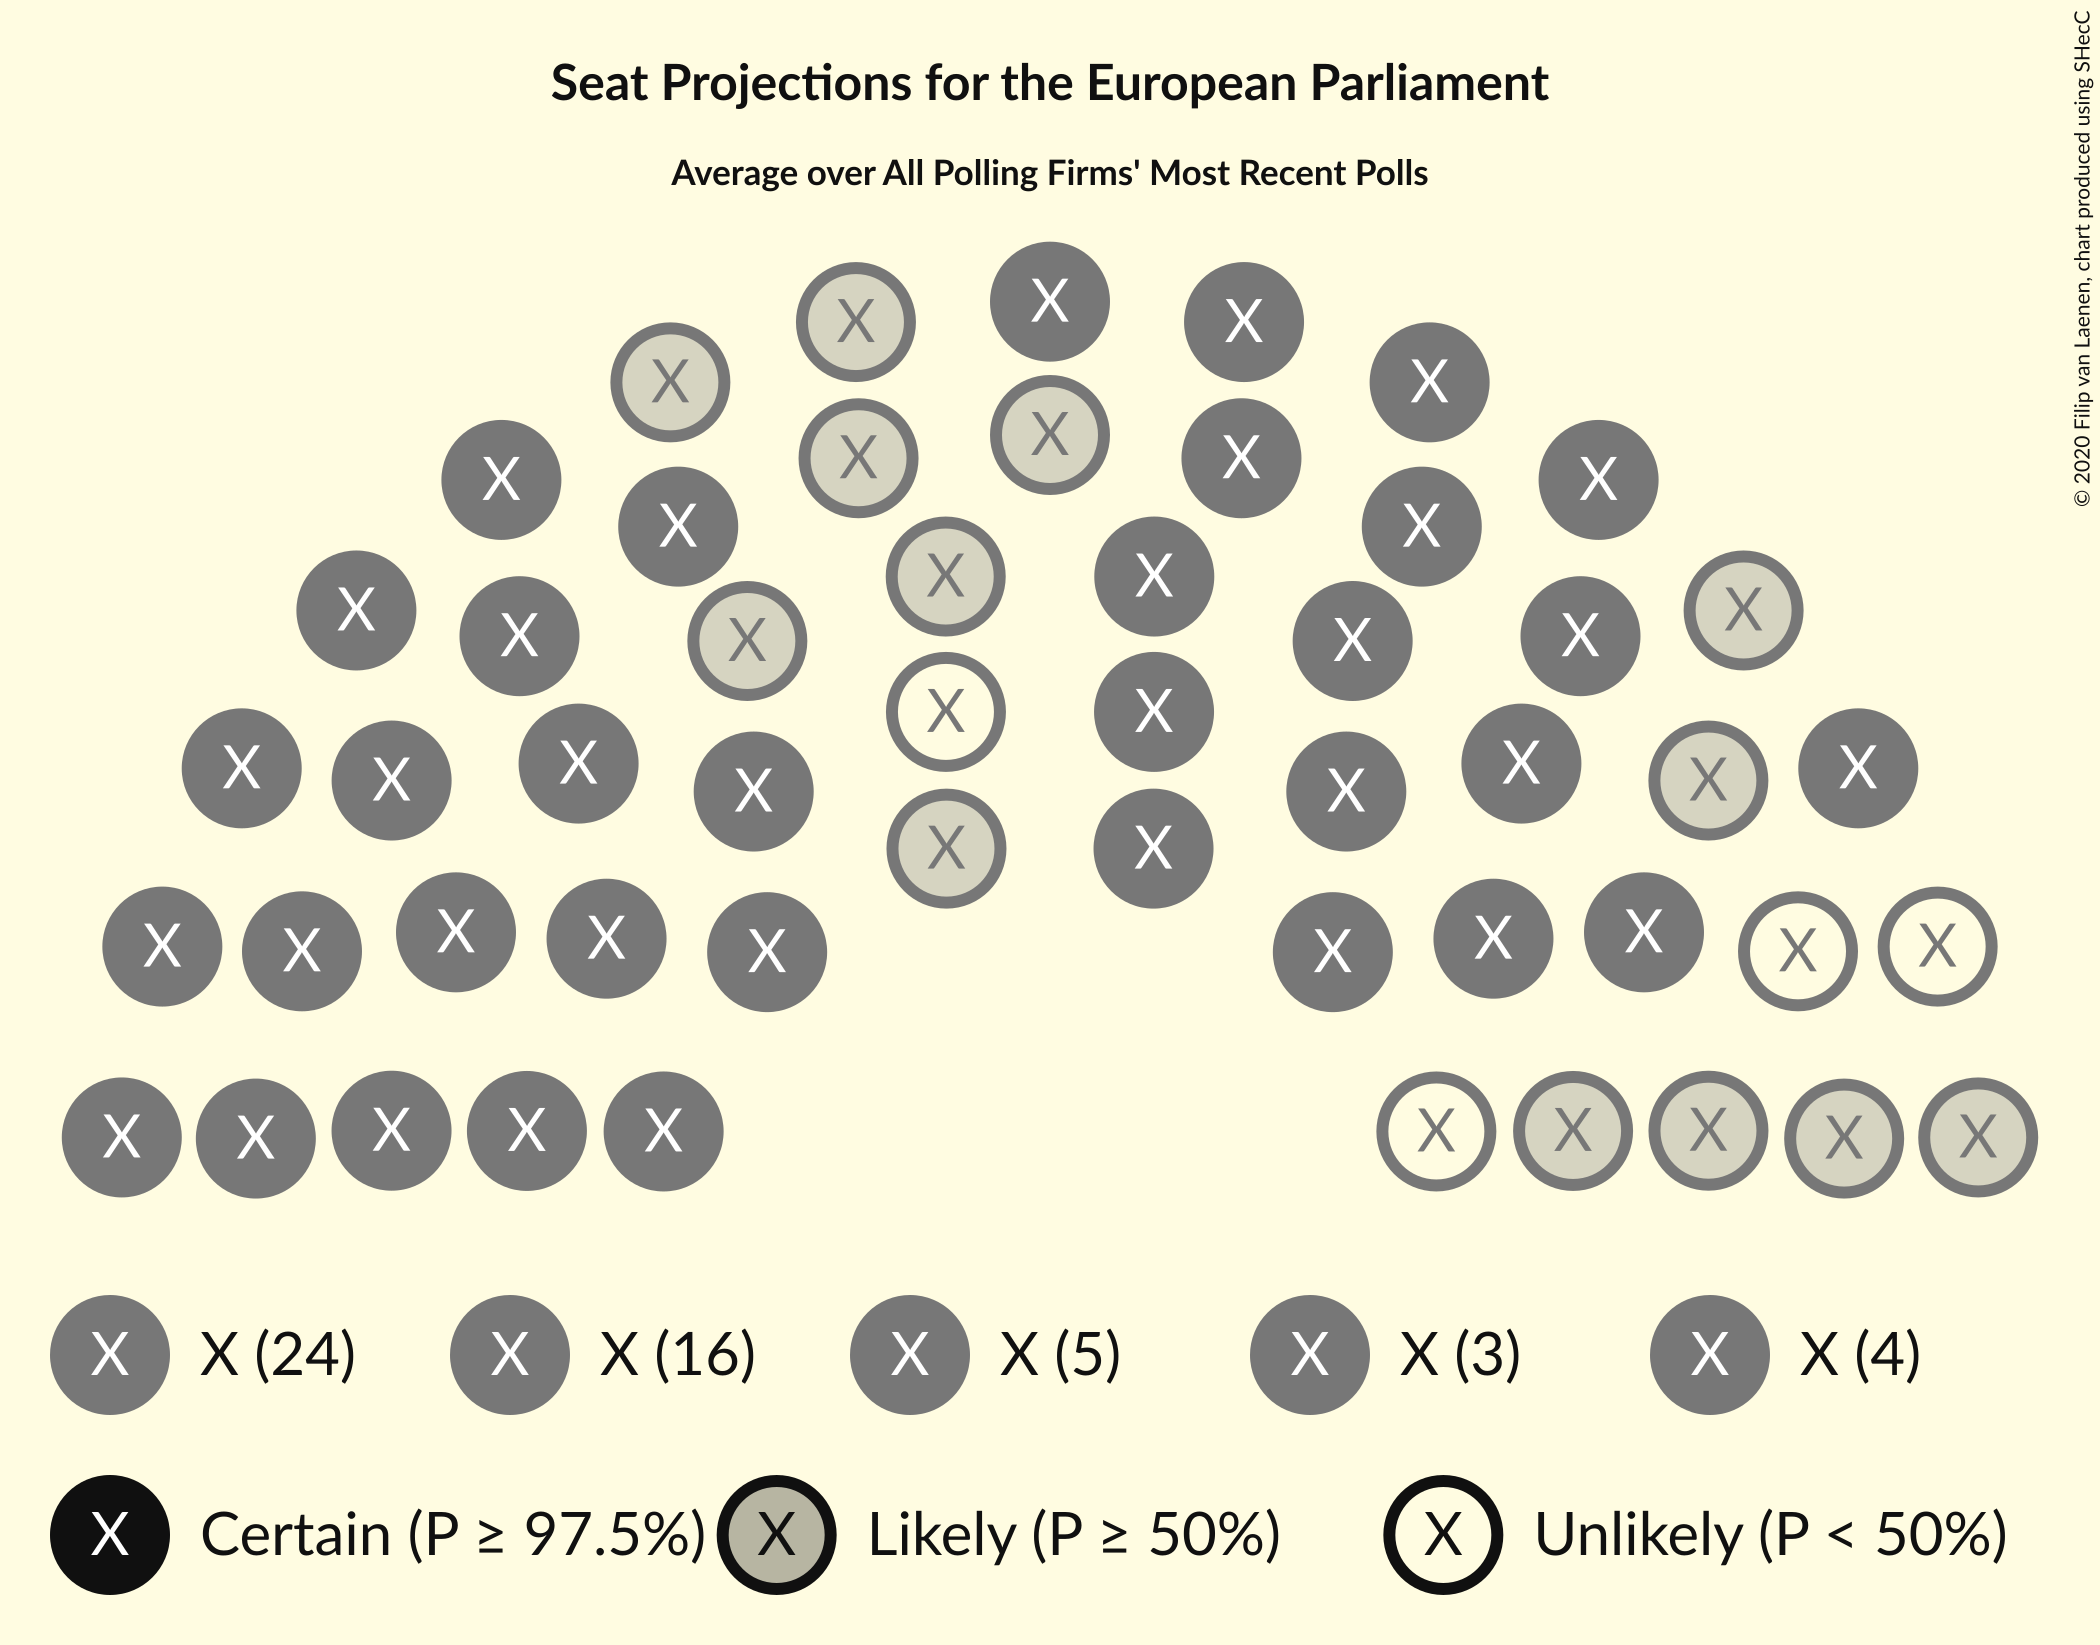 Seat Projections for the European Parliament
Average over All Polling Firms' Most Recent Polls
© 2020 Filip van Laenen, chart produced using SHecC
X
X X
X X
X
X X
X X
X X
X X
X X
X X
X X
X X
X X
X X
X X
X X X
X X
X X
X X
X X
X X
X X
X X
X X
X X
X X X X X X X X X X
X X (24) X X (16) X X (5) X X (3) X X (4)
X Certain (P ≥ 97.5%) X Likely (P ≥ 50%) X Unlikely (P < 50%)